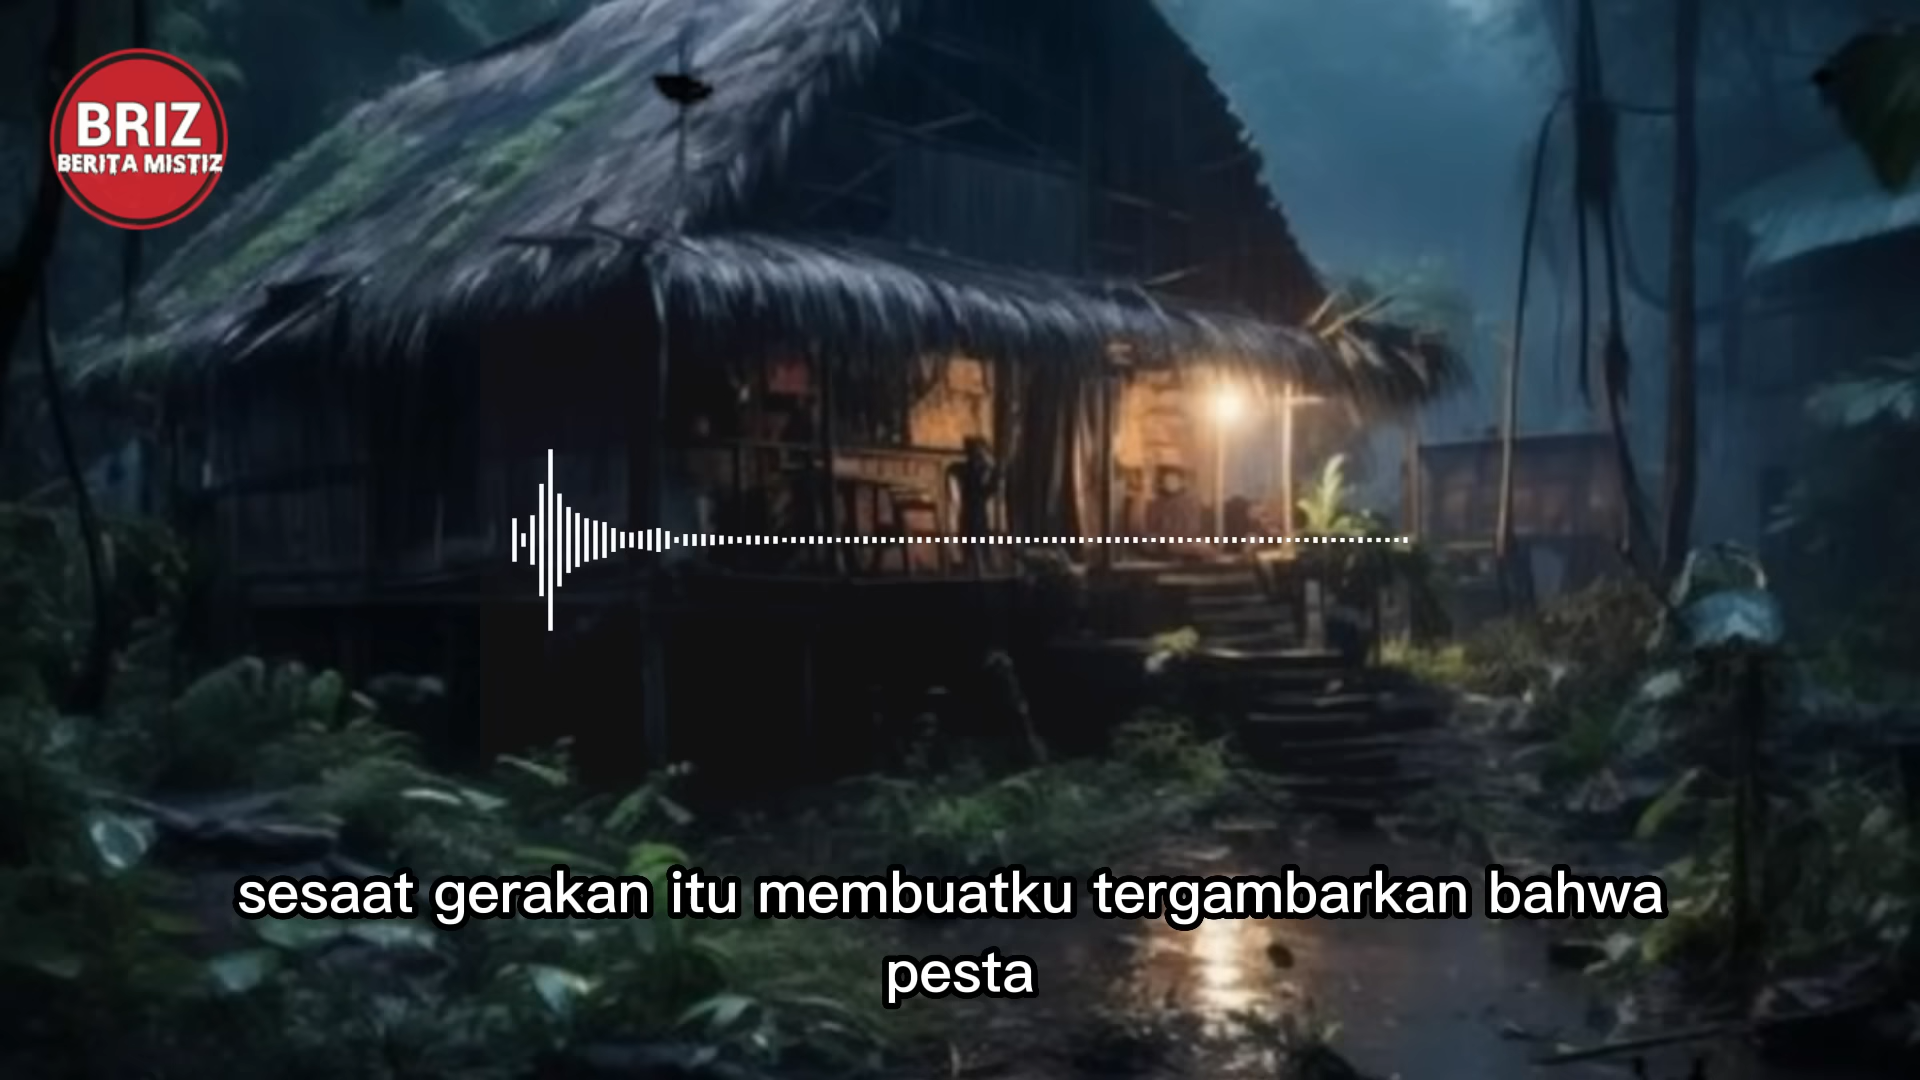 BRIZ
BERITA MISTIZ
sesaat gerakan itu membuatku tergambarkan bahwa
pesta